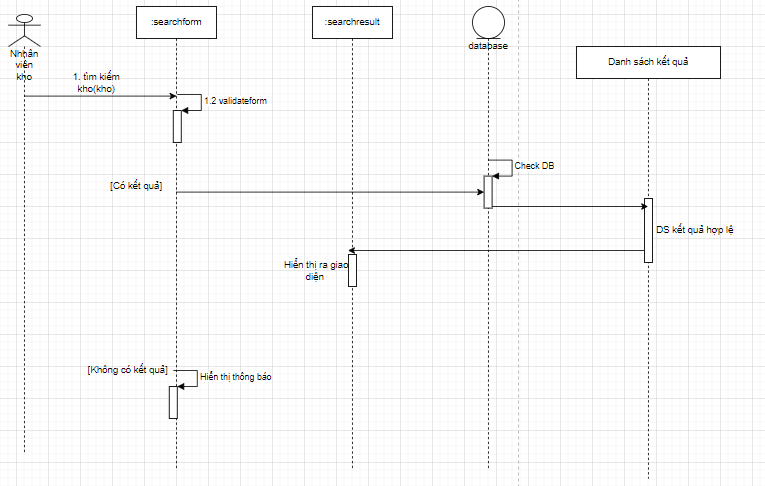 :searchform
:searchresult
database
Nhhân
viên
kho
Danh sách kết quả
1. tìm kiếm
kho(kho)
1.2 validateform
Check DB
[Có kết quả]
DS kết quả hợp lệ
Hiển thị ra giao
diện
[Không có kết quả]
Hiển thị thông báo